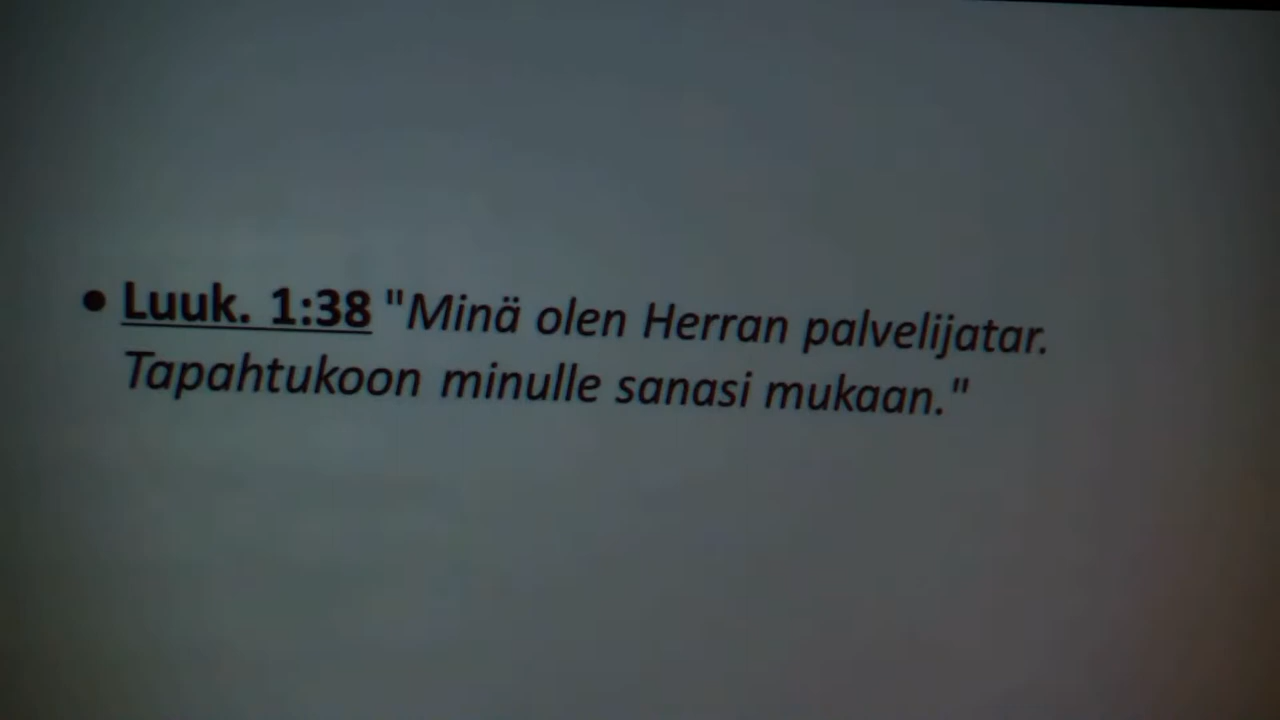 • Luuk. 1:38 "Minä olen Herran palvelijatar.
Tapahtukoon minulle sanasi mukaan."